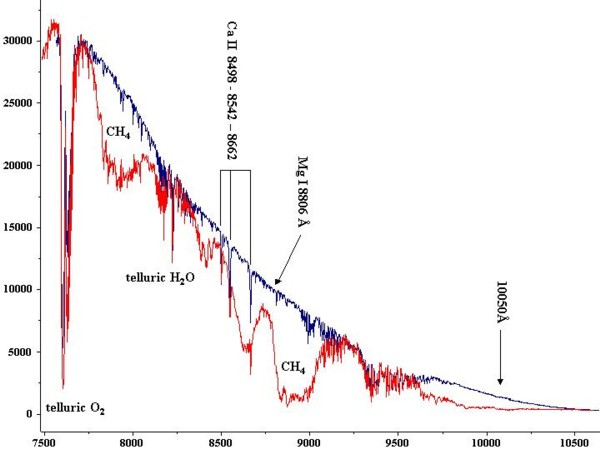 30000
25000
20000
15000
10000
5000
0
Ca II 8498 - 8542 - 8662
CH4
Mg I 8806 Å
telluric H2O
10050Å
CH4
telluric O2
7500 8000 8500 9000 9500 10000 10500